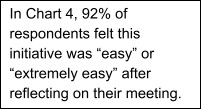 In Chart 4, 92% of
respondents felt this
initiative was “easy” or
“extremely easy” after
reflecting on their meeting.